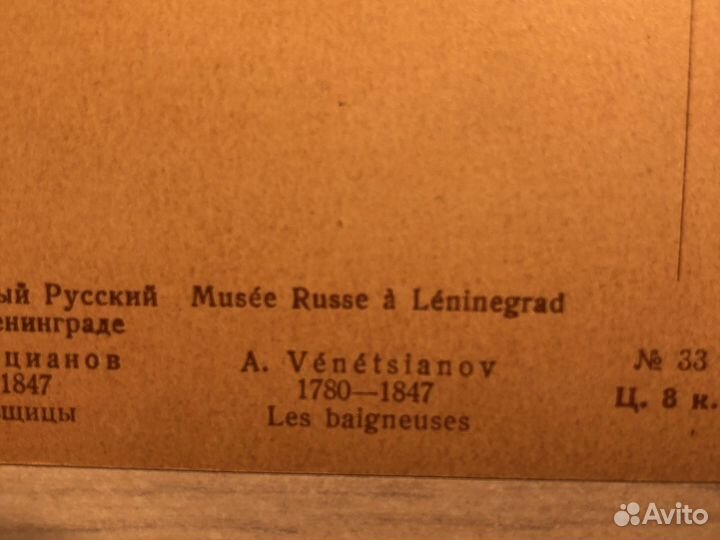 ый Русский Musée Russe à Léninegrad
енинграде
цианов A. Vénétsianov № 33
1847 1780—1847 Ц. 8 к.
щицы Les baigneuses
Avito